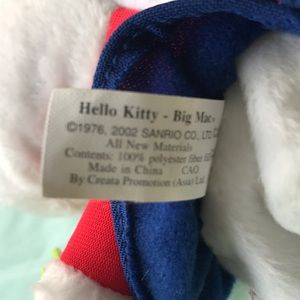 Hello Kitty - Big Mac
©1976, 2002 SANRIO CO., LTD
All New Materials
Contents: 100% polyester fiber
Made in China CAO
By Creata Promotion (Asia) Ltd.